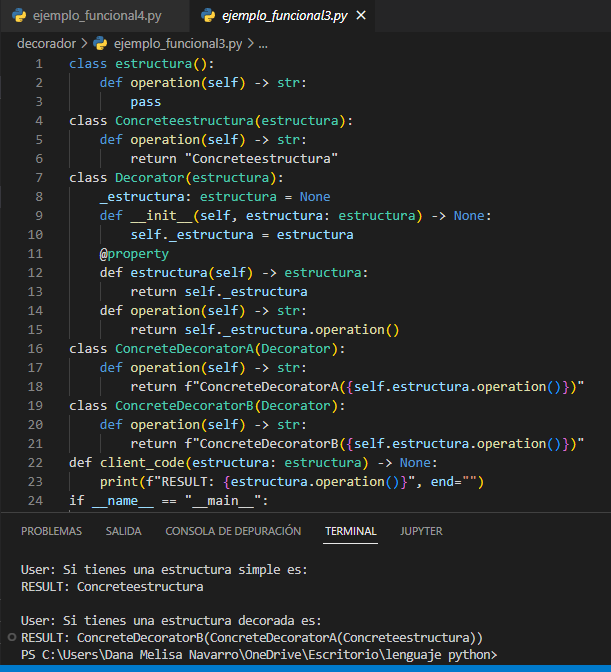 ejemplo_funcional4.py ejemplo_funcional3.py ×
decorador > ejemplo_funcional3.py > ...
1 class estructura():
2     def operation(self) -> str:
3         pass
4 class Concreteestructura(estructura):
5     def operation(self) -> str:
6         return "Concreteestructura"
7 class Decorator(estructura):
8     _estructura: estructura = None
9     def __init__(self, estructura: estructura) -> None:
10         self._estructura = estructura
11     @property
12     def estructura(self) -> estructura:
13         return self._estructura
14     def operation(self) -> str:
15         return self._estructura.operation()
16 class ConcreteDecoratorA(Decorator):
17     def operation(self) -> str:
18         return f"ConcreteDecoratorA({self.estructura.operation()})"
19 class ConcreteDecoratorB(Decorator):
20     def operation(self) -> str:
21         return f"ConcreteDecoratorB({self.estructura.operation()})"
22 def client_code(estructura: estructura) -> None:
23     print(f"RESULT: {estructura.operation()}", end="")
24 if __name__ == "__main__":
PROBLEMAS SALIDA CONSOLA DE DEPURACIÓN TERMINAL JUPYTER
User: Si tienes una estructura simple es:
RESULT: Concreteestructura
User: Si tienes una estructura decorada es:
RESULT: ConcreteDecoratorB(ConcreteDecoratorA(Concreteestructura))
PS C:\Users\Dana Melisa Navarro\OneDrive\Escritorio\lenguaje python>